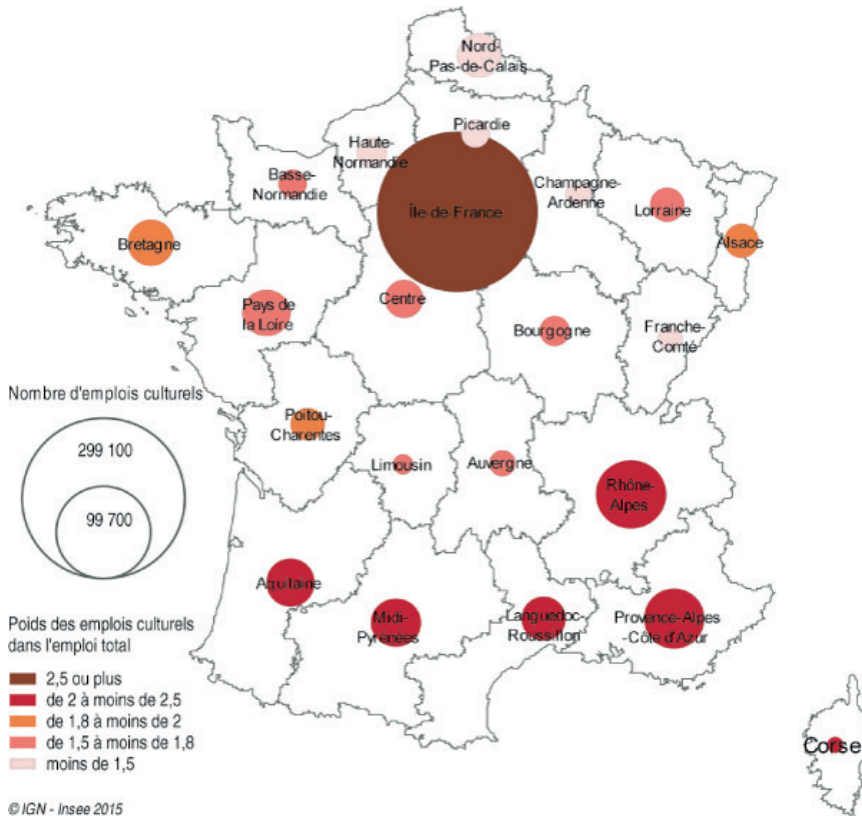 Nord-
Pas-de-Calais
Picardie
Haute-
Normandie
Basse-
Normandie
Champagne-
Ardenne
Île-de-France
Lorraine
Bretagne
Alsace
Pays de
la Loire
Centre
Bourgogne
Franche-
Comté
Nombre d'emplois culturels
299 100
99 700
Poitou-
Charentes
Limousin
Auvergne
Rhône-
Alpes
Aquitaine
Midi-
Pyrénées
Languedoc-
Roussillon
Provence-Alpes
-Côte d'Azur
Poids des emplois culturels
dans l'emploi total
2,5 ou plus
de 2 à moins de 2,5
de 1,8 à moins de 2
de 1,5 à moins de 1,8
moins de 1,5
Corse
© IGN - Insee 2015